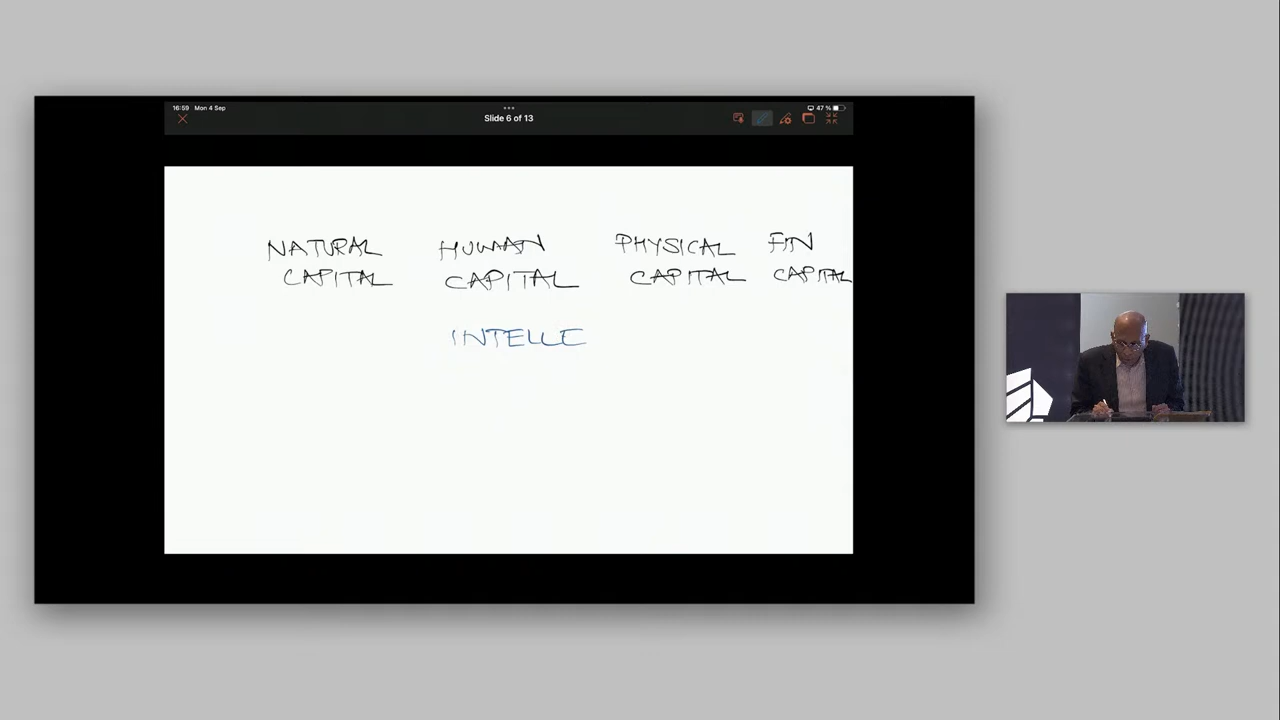 16:59 Mon 4 Sep
47 %
Slide 6 of 13
NATURAL CAPITAL
HUMAN CAPITAL
PHYSICAL CAPITAL
FIN CAPITAL
INTELLE